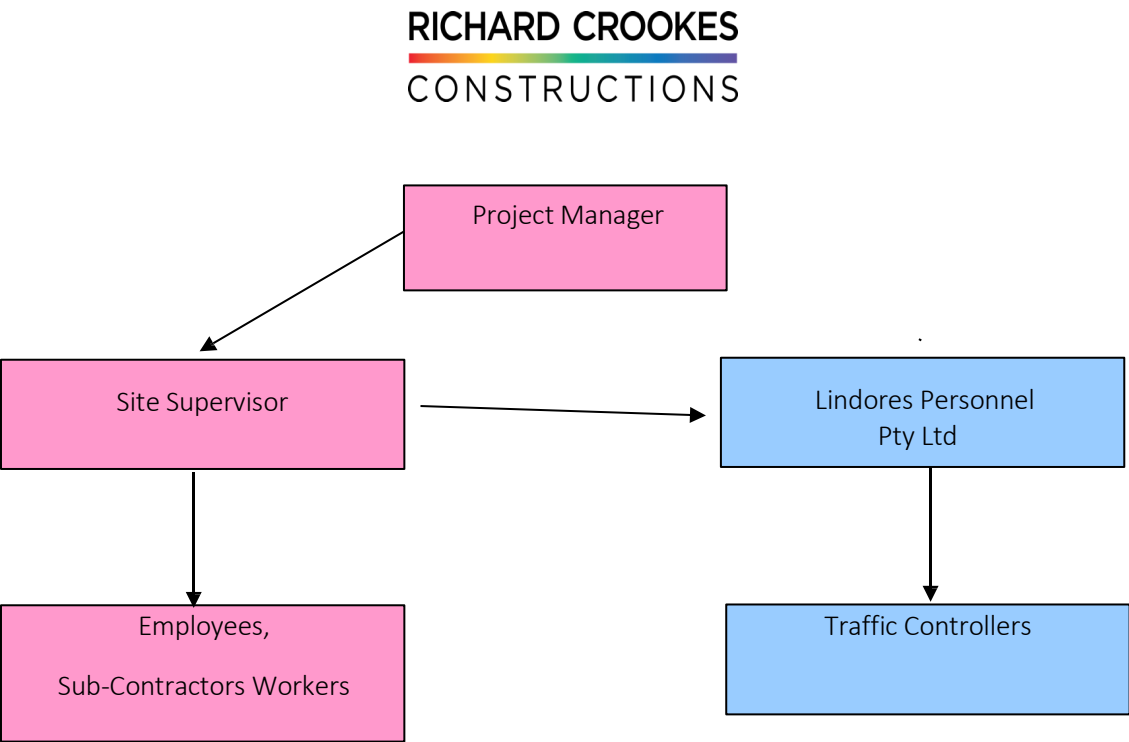 RICHARD CROOKES
CONSTRUCTIONS
Project Manager
Site Supervisor
Lindores Personnel
Pty Ltd
Employees,
Sub-Contractors Workers
Traffic Controllers